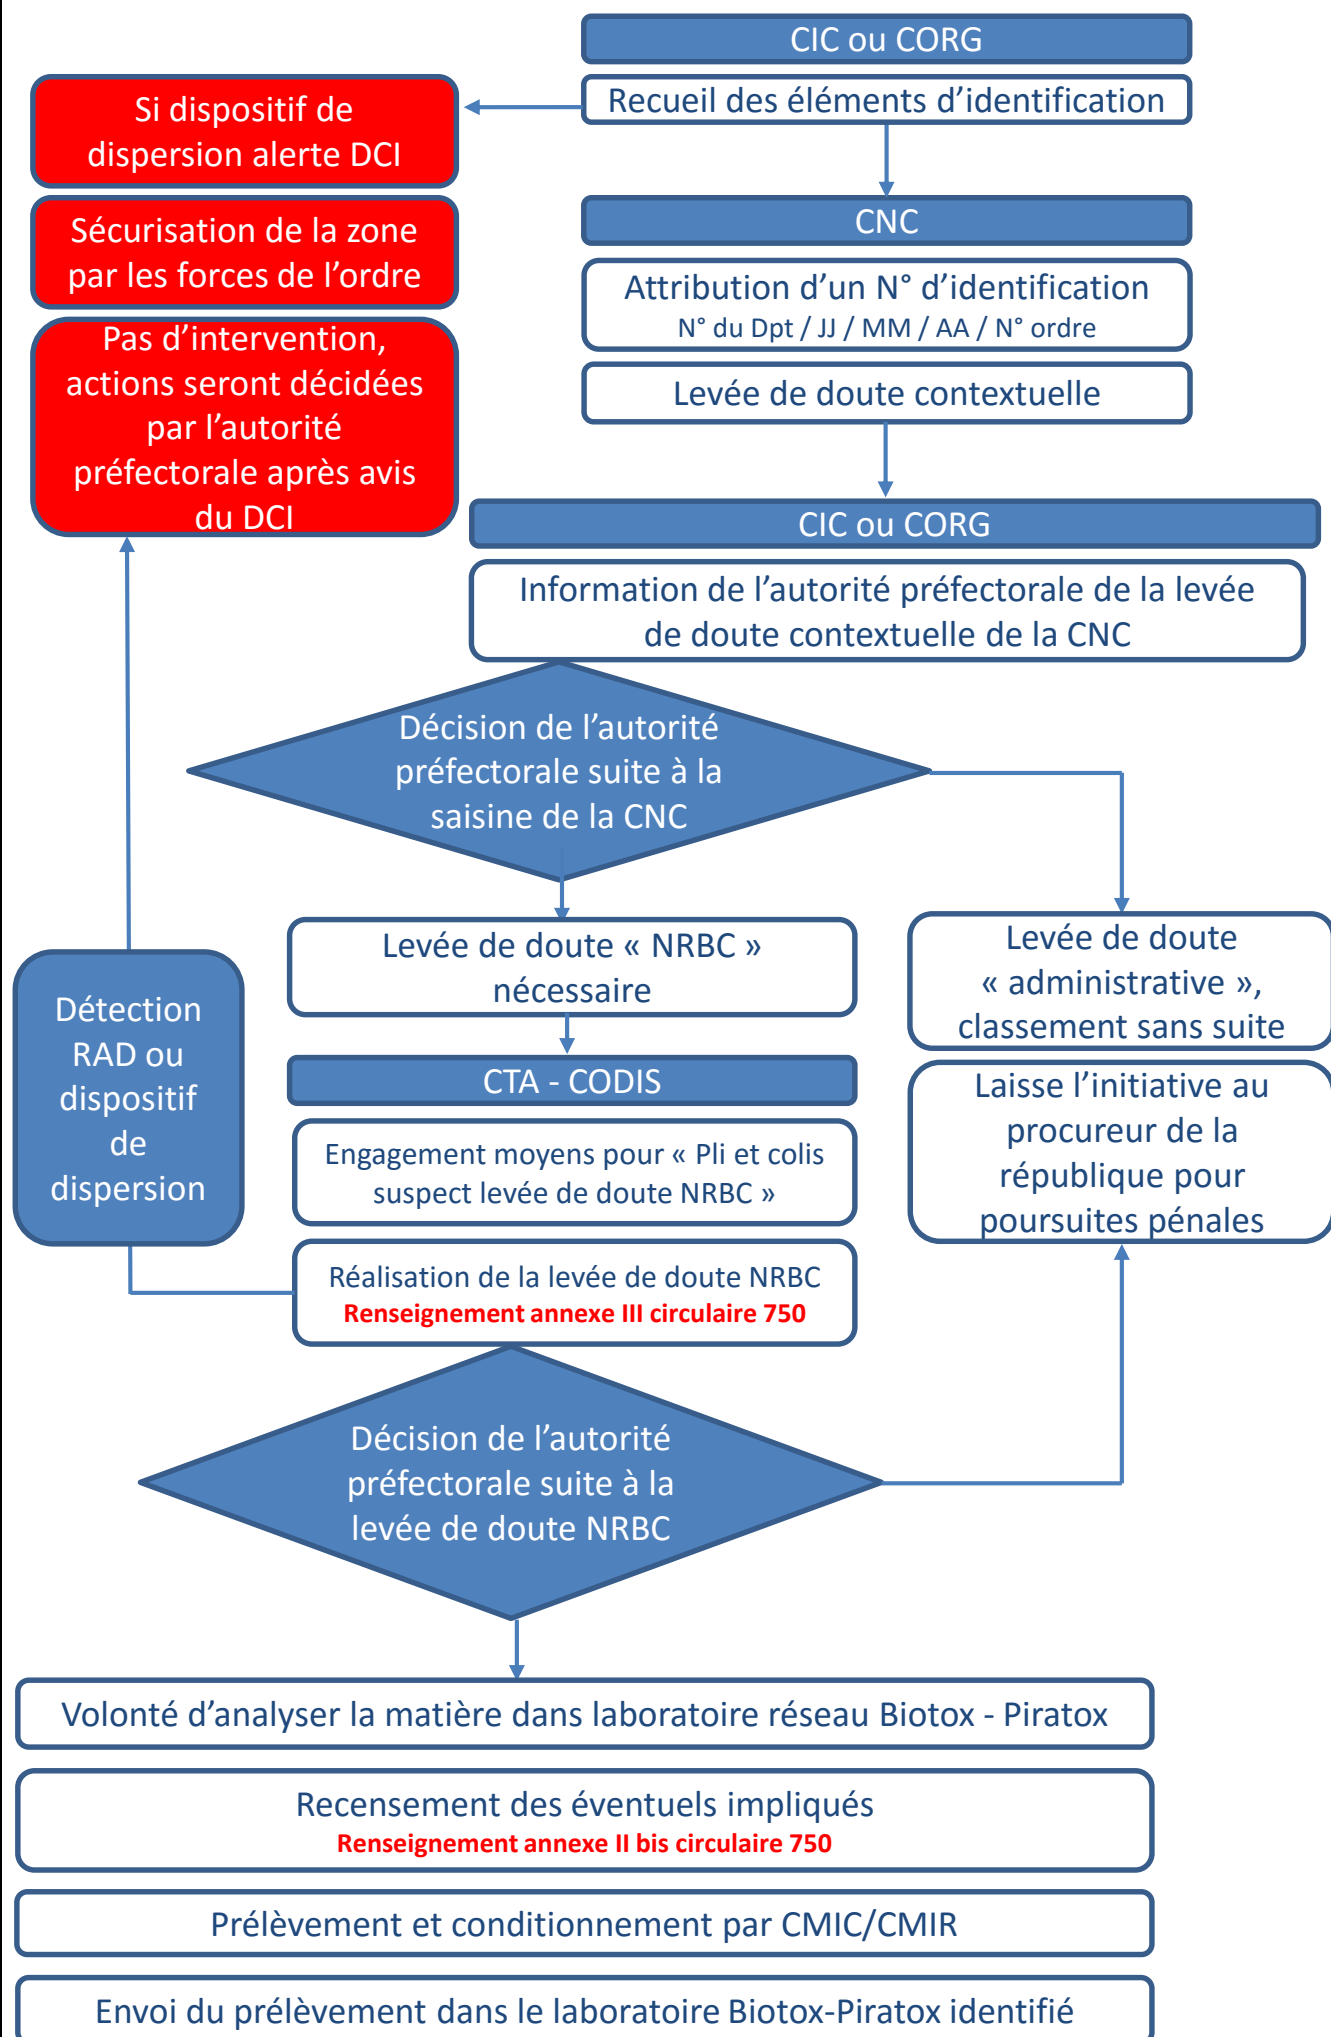 CIC ou CORG
Recueil des éléments d'identification
Si dispositif de
dispersion alerte DCI
Sécurisation de la zone
par les forces de l'ordre
Pas d'intervention,
actions seront décidées
par l'autorité
préfectorale après avis
du DCI
CNC
Attribution d'un N° d'identification
N° du Dpt / JJ / MM / AA / N° ordre
Levée de doute contextuelle
CIC ou CORG
Information de l'autorité préfectorale de la levée
de doute contextuelle de la CNC
Décision de l'autorité
préfectorale suite à la
saisine de la CNC
Levée de doute « NRBC »
nécessaire
Levée de doute
« administrative »,
classement sans suite
Laisse l'initiative au
procureur de la
république pour
poursuites pénales
Détection
RAD ou
dispositif
de
dispersion
CTA - CODIS
Engagement moyens pour « Pli et colis
suspect levée de doute NRBC »
Réalisation de la levée de doute NRBC
Renseignement annexe III circulaire 750
Décision de l'autorité
préfectorale suite à la
levée de doute NRBC
Volonté d'analyser la matière dans laboratoire réseau Biotox - Piratox
Recensement des éventuels impliqués
Renseignement annexe II bis circulaire 750
Prélèvement et conditionnement par CMIC/CMIR
Envoi du prélèvement dans le laboratoire Biotox-Piratox identifié